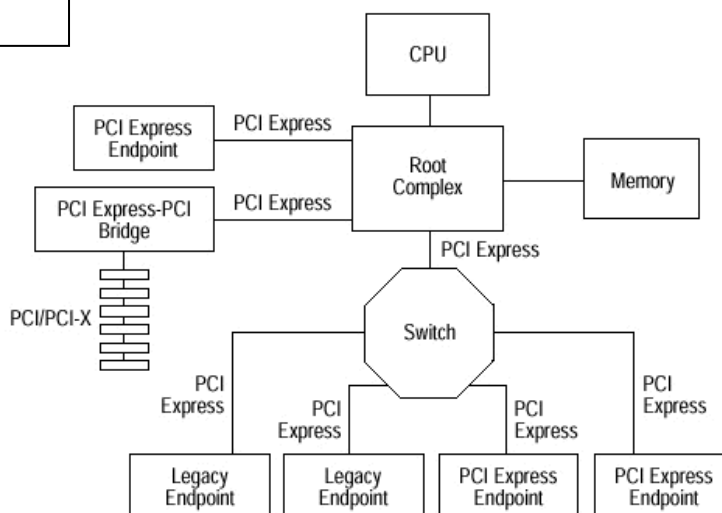 CPU
PCI Express
Endpoint
PCI Express
Root
Complex
Memory
PCI Express-PCI
Bridge
PCI Express
PCI Express
PCI/PCI-X
Switch
PCI
Express
PCI
Express
PCI
Express
PCI
Express
Legacy
Endpoint
Legacy
Endpoint
PCI Express
Endpoint
PCI Express
Endpoint